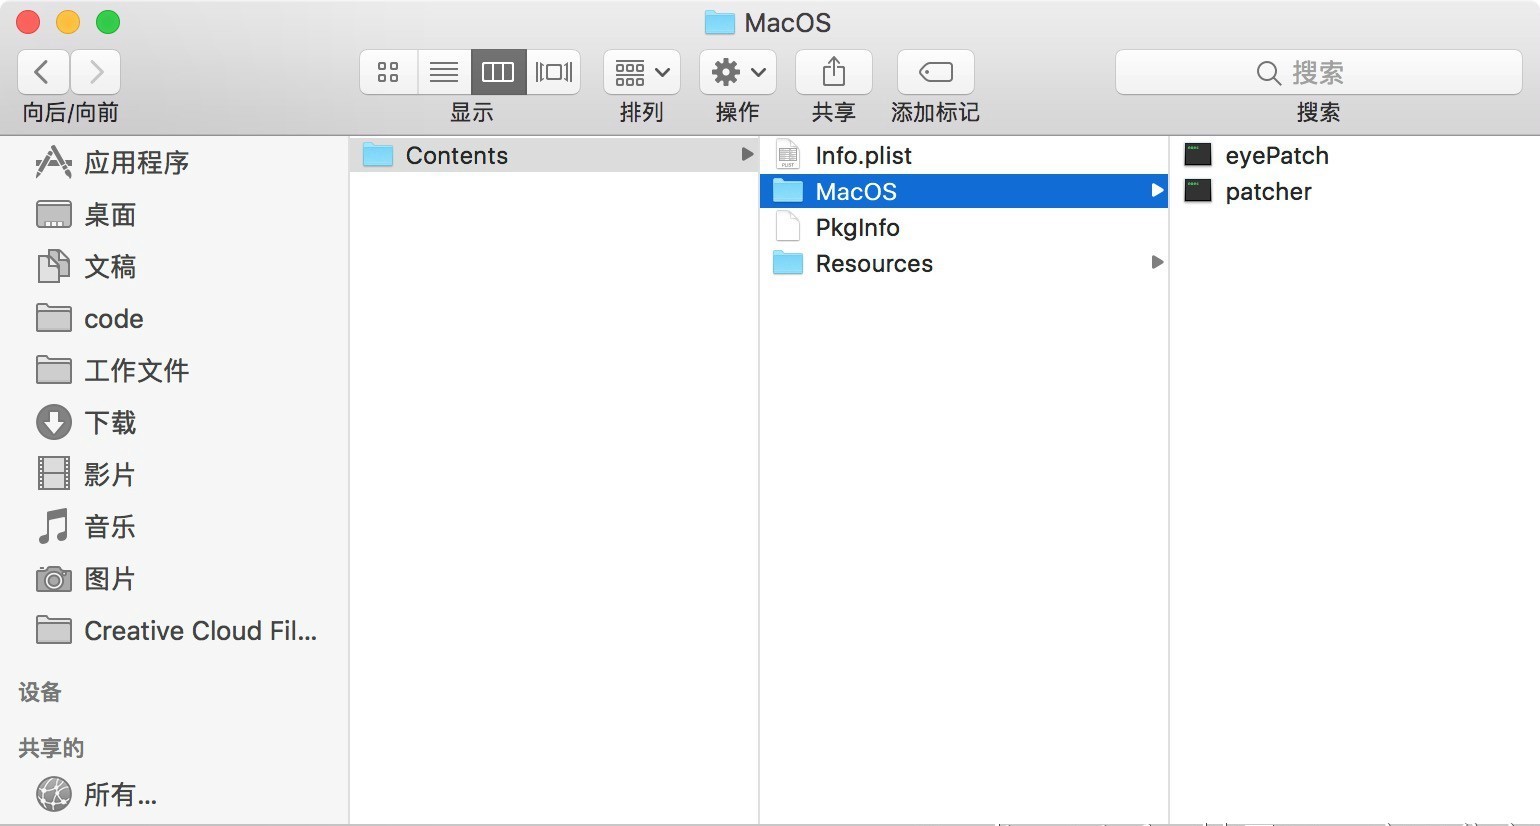 MacOS
向后/向前
显示
排列
操作
共享
添加标记
搜索
搜索
应用程序
桌面
文稿
code
工作文件
下载
影片
音乐
图片
Creative Cloud Fil...
设备
共享的
所有...
Contents
Info.plist
MacOS
PkgInfo
Resources
eyePatch
patcher